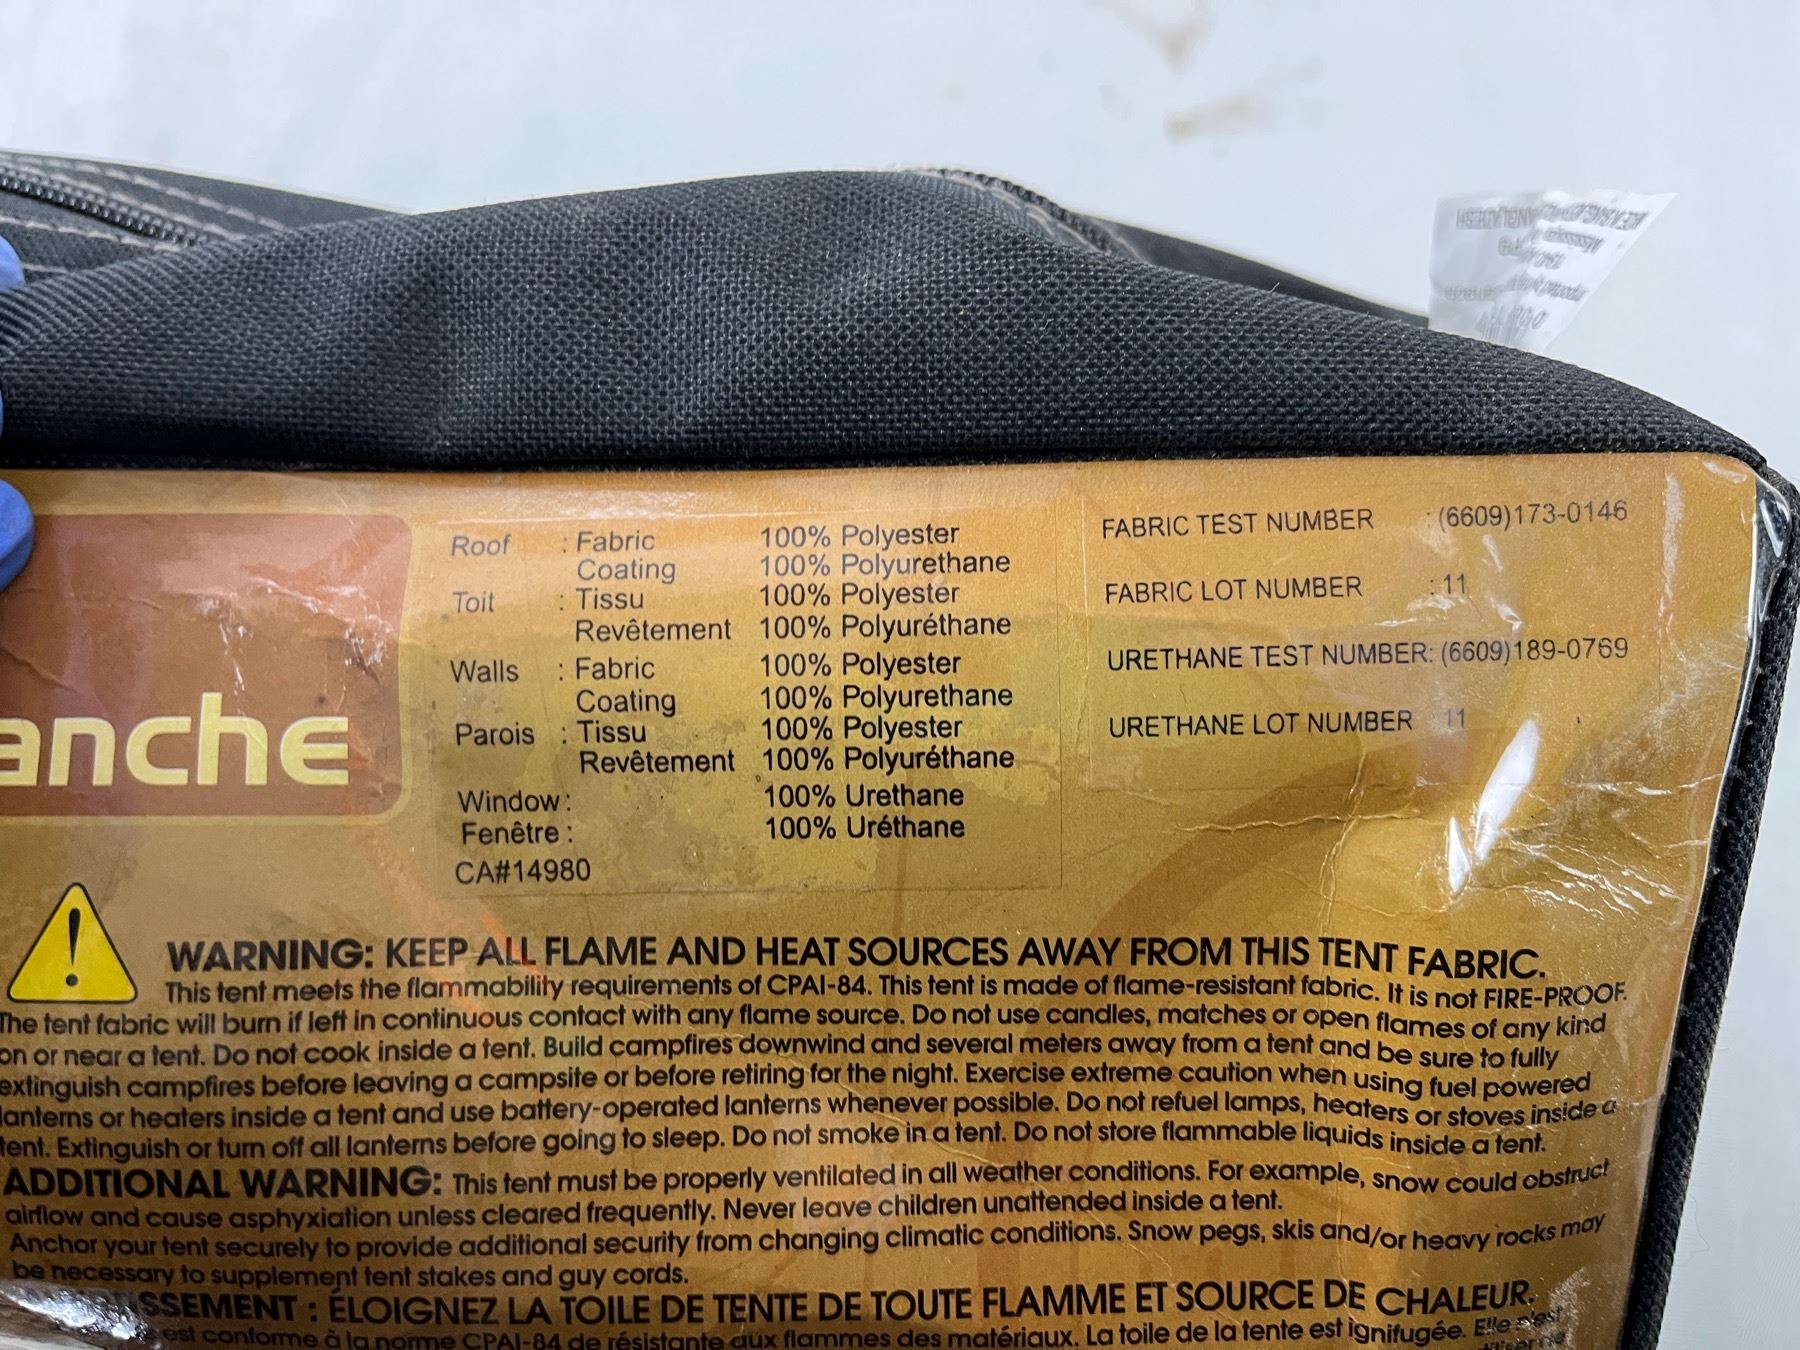 anche
Roof : Fabric 100% Polyester
Coating 100% Polyurethane
Toit : Tissu 100% Polyester
Revêtement 100% Polyuréthane
Walls : Fabric 100% Polyester
Coating 100% Polyurethane
Parois : Tissu 100% Polyester
Revêtement 100% Polyuréthane
Window : 100% Urethane
Fenêtre : 100% Uréthane
CA#14980
FABRIC TEST NUMBER : (6609)173-0146
FABRIC LOT NUMBER : 11
URETHANE TEST NUMBER: (6609)189-0769
URETHANE LOT NUMBER 11
WARNING: KEEP ALL FLAME AND HEAT SOURCES AWAY FROM THIS TENT FABRIC.
This tent meets the flammability requirements of CPAI-84. This tent is made of flame-resistant fabric. It is not FIRE-PROOF.
The tent fabric will burn if left in continuous contact with any flame source. Do not use candles, matches or open flames of any kind
on or near a tent. Do not cook inside a tent. Build campfires downwind and several meters away from a tent and be sure to fully
extinguish campfires before leaving a campsite or before retiring for the night. Exercise extreme caution when using fuel powered
lanterns or heaters inside a tent and use battery-operated lanterns whenever possible. Do not refuel lamps, heaters or stoves inside a
tent. Extinguish or turn off all lanterns before going to sleep. Do not smoke in a tent. Do not store flammable liquids inside a tent.
ADDITIONAL WARNING: This tent must be properly ventilated in all weather conditions. For example, snow could obstruct
airflow and cause asphyxiation unless cleared frequently. Never leave children unattended inside a tent.
Anchor your tent securely to provide additional security from changing climatic conditions. Snow pegs, skis and/or heavy rocks may
be necessary to supplement tent stakes and guy cords.
SSEMENT : ÉLOIGNEZ LA TOILE DE TENTE DE TOUTE FLAMME ET SOURCE DE CHALEUR.
est conforme à la norme CPAI-84 de résistante aux flammes des matériaux. La toile de la tente est ignifugée. Elle n'est